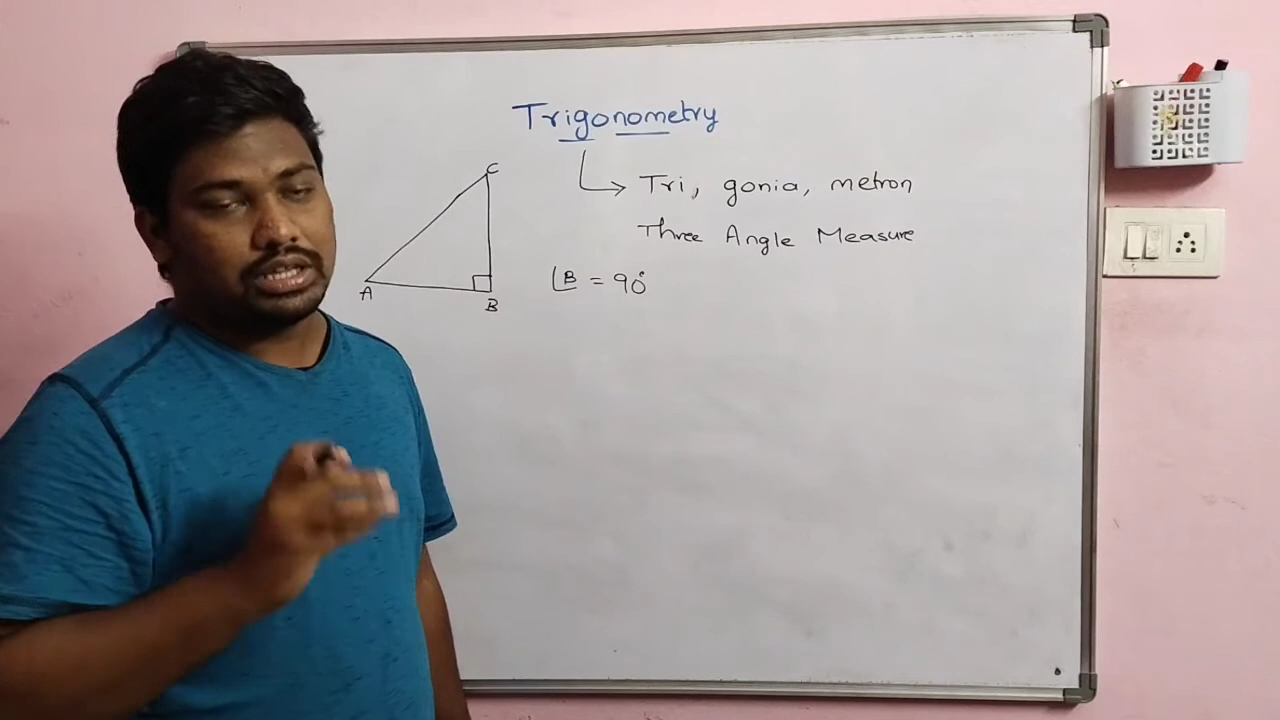 Trigonometry
Tri, gonia, metron
Three Angle Measure
∠B = 90°
C
A
B